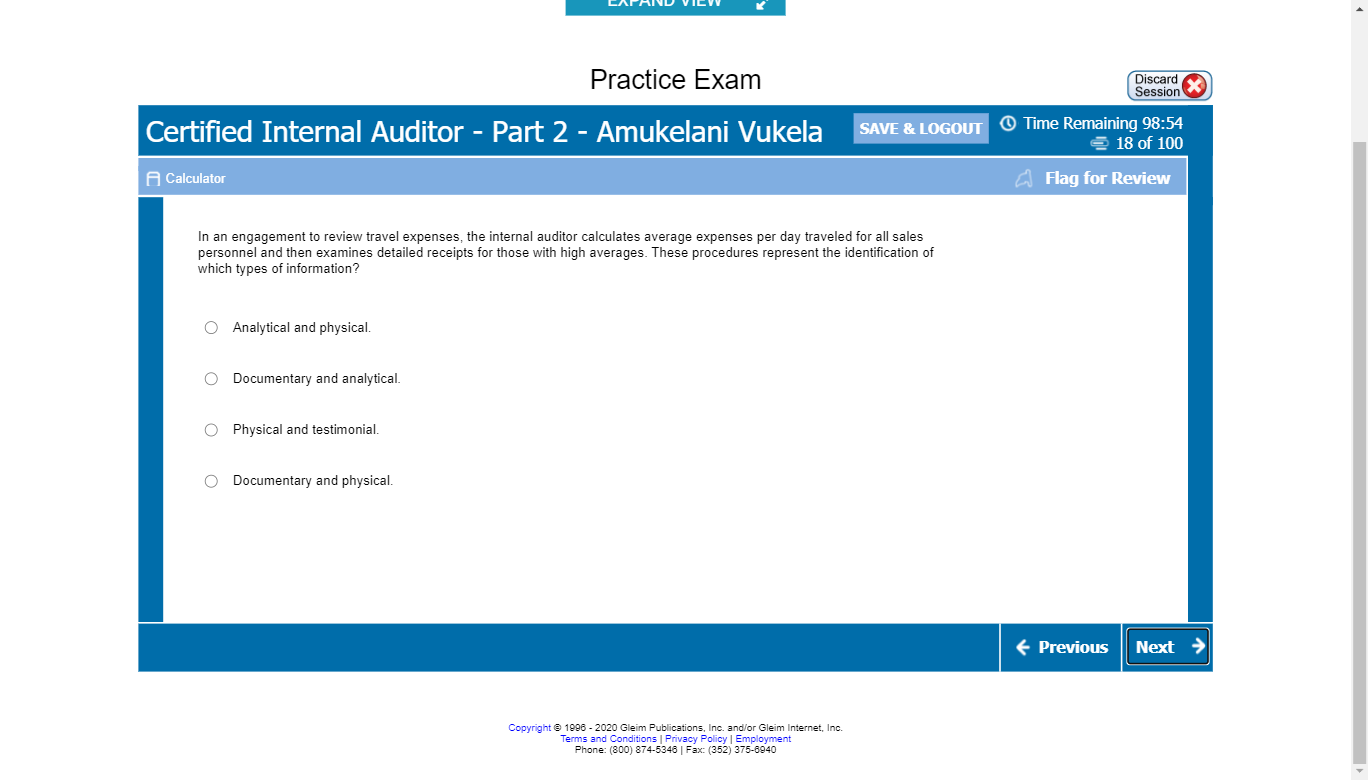 EXPAND VIEW
Practice Exam
Discard
Session
Certified Internal Auditor - Part 2 - Amukelani Vukela
SAVE & LOGOUT
Time Remaining 98:54
18 of 100
Calculator
Flag for Review
In an engagement to review travel expenses, the internal auditor calculates average expenses per day traveled for all sales
personnel and then examines detailed receipts for those with high averages. These procedures represent the identification of
which types of information?
Analytical and physical.
Documentary and analytical.
Physical and testimonial.
Documentary and physical.
Previous
Next
Copyright © 1996 - 2020 Gleim Publications, Inc. and/or Gleim Internet, Inc.
Terms and Conditions | Privacy Policy | Employment
Phone: (800) 874-5346 | Fax: (352) 375-6940